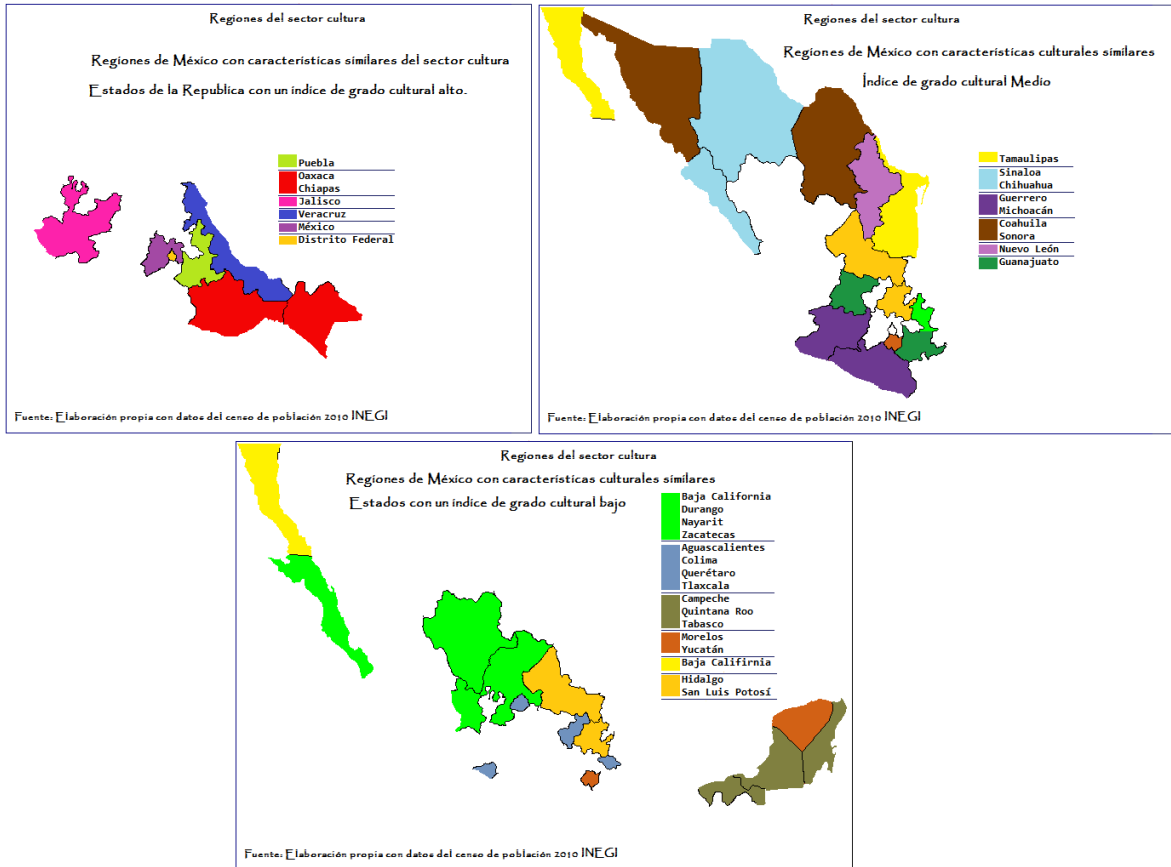 Regiones del sector cultura
Regiones de México con características similares del sector cultura
Estados de la Republica con un indice de grado cultural alto.
Puebla
Oaxaca
Chiapas
Jalisco
Veracruz
México
Distrito Federal
Fuente: Elaboración propia con datos del censo de población 2010 INEGI
Regiones del sector cultura
Regiones de México con características culturales similares
Índice de grado cultural Medio
Tamaulipas
Sinaloa
Chihuahua
Guerrero
Michoacán
Coahuila
Sonora
Nuevo León
Guanajuato
Fuente: Elaboración propia con datos del censo de población 2010 INEGI
Regiones del sector cultura
Regiones de México con características culturales similares
Estados con un indice de grado cultural bajo
Baja California
Durango
Nayarit
Zacatecas
Aguascalientes
Colima
Querétaro
Tlaxcala
Campeche
Quintana Roo
Tabasco
Morelos
Yucatán
Baja Califirnia
Hidalgo
San Luis Potosí
Fuente: Elaboración propia con datos del censo de población 2010 INEGI